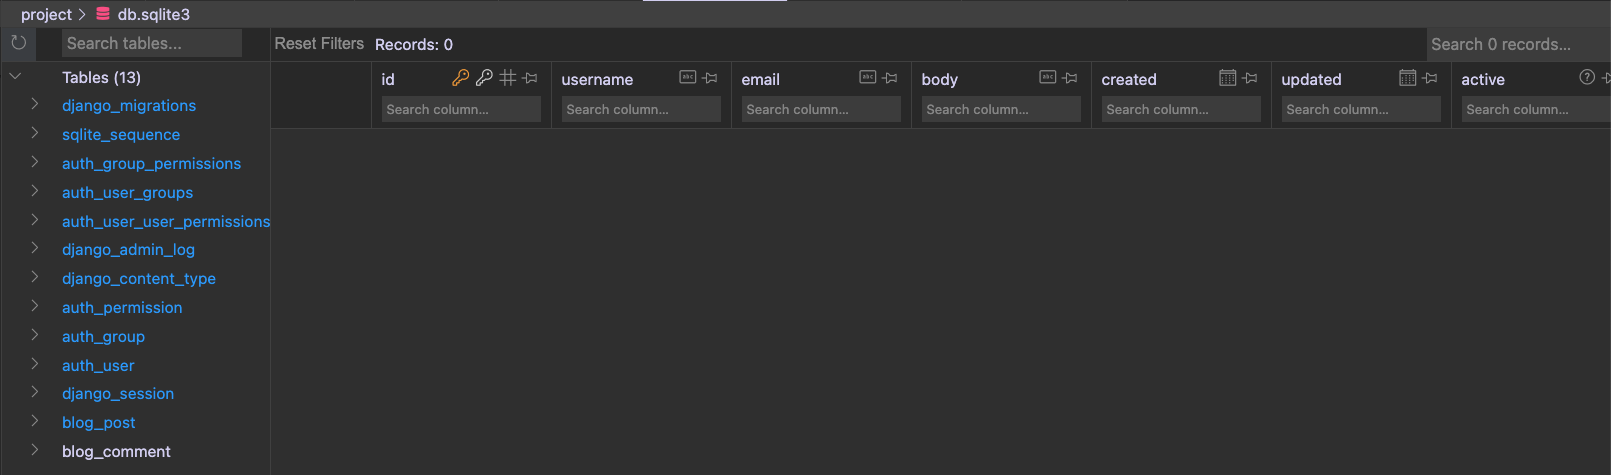 project > db.sqlite3
Search tables... Reset Filters Records: 0 Search 0 records...
Tables (13) id username email body created updated active
Search column... Search column... Search column... Search column... Search column... Search column... Search column...
django_migrations
sqlite_sequence
auth_group_permissions
auth_user_groups
auth_user_user_permissions
django_admin_log
django_content_type
auth_permission
auth_group
auth_user
django_session
blog_post
blog_comment